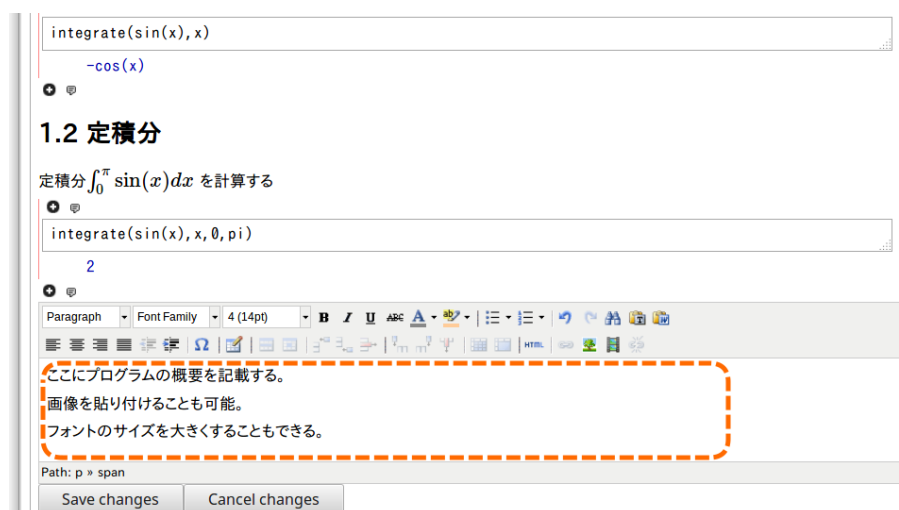 integrate(sin(x),x)
-cos(x)
1.2 定積分
定積分∫₀^π sin(x)dx を計算する
integrate(sin(x),x,0,pi)
2
Paragraph Font Family 4 (14pt) B I U ABC A ab
Ω HTML
ここにプログラムの概要を記載する。
画像を貼り付けることも可能。
フォントのサイズを大きくすることもできる。
Path: p » span
Save changes Cancel changes